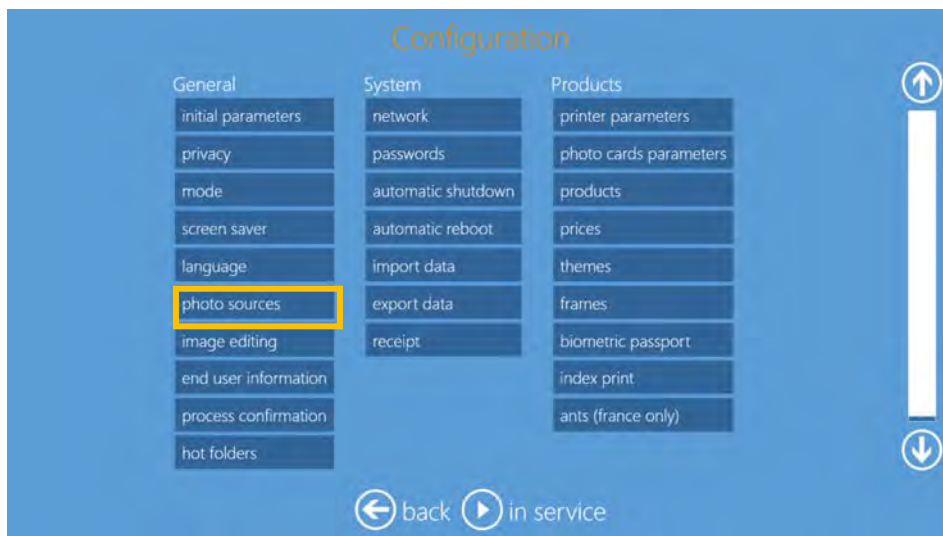 Configuration
General
initial parameters
privacy
mode
screen saver
language
photo sources
image editing
end user information
process confirmation
hot folders
System
network
passwords
automatic shutdown
automatic reboot
import data
export data
receipt
Products
printer parameters
photo cards parameters
products
prices
themes
frames
biometric passport
index print
ants (france only)
back in service